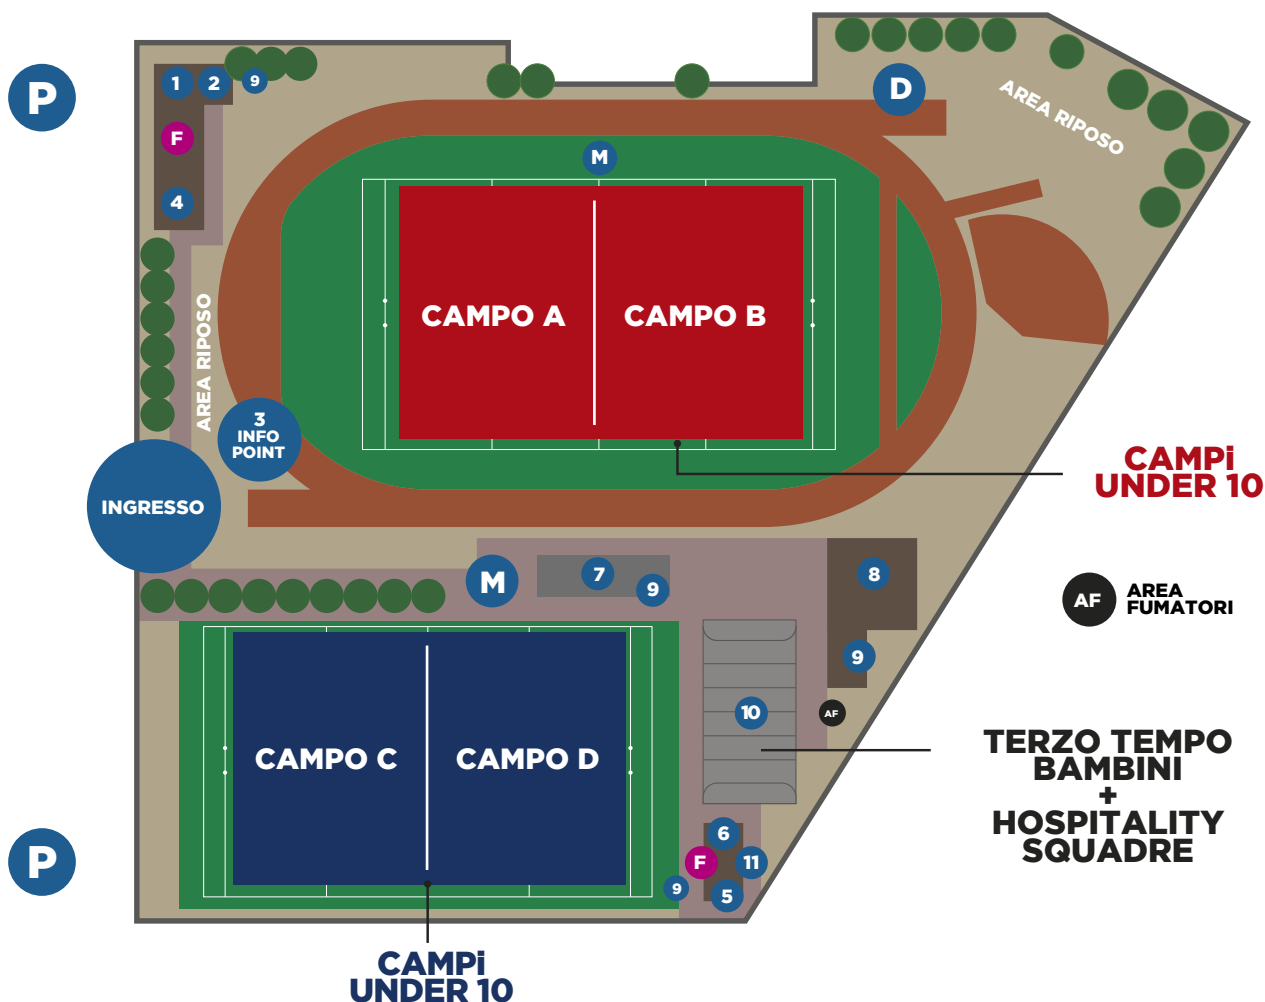 P
1
2
9
F
4
M
D
AREA RIPOSO
AREA RIPOSO
CAMPO A
CAMPO B
3
INFO
POINT
INGRESSO
CAMPi
UNDER 10
M
7
9
8
9
AF
AREA
FUMATORI
10
AF
CAMPO C
CAMPO D
TERZO TEMPO
BAMBINI
+
HOSPITALITY
SQUADRE
P
6
F
11
9
5
CAMPi
UNDER 10